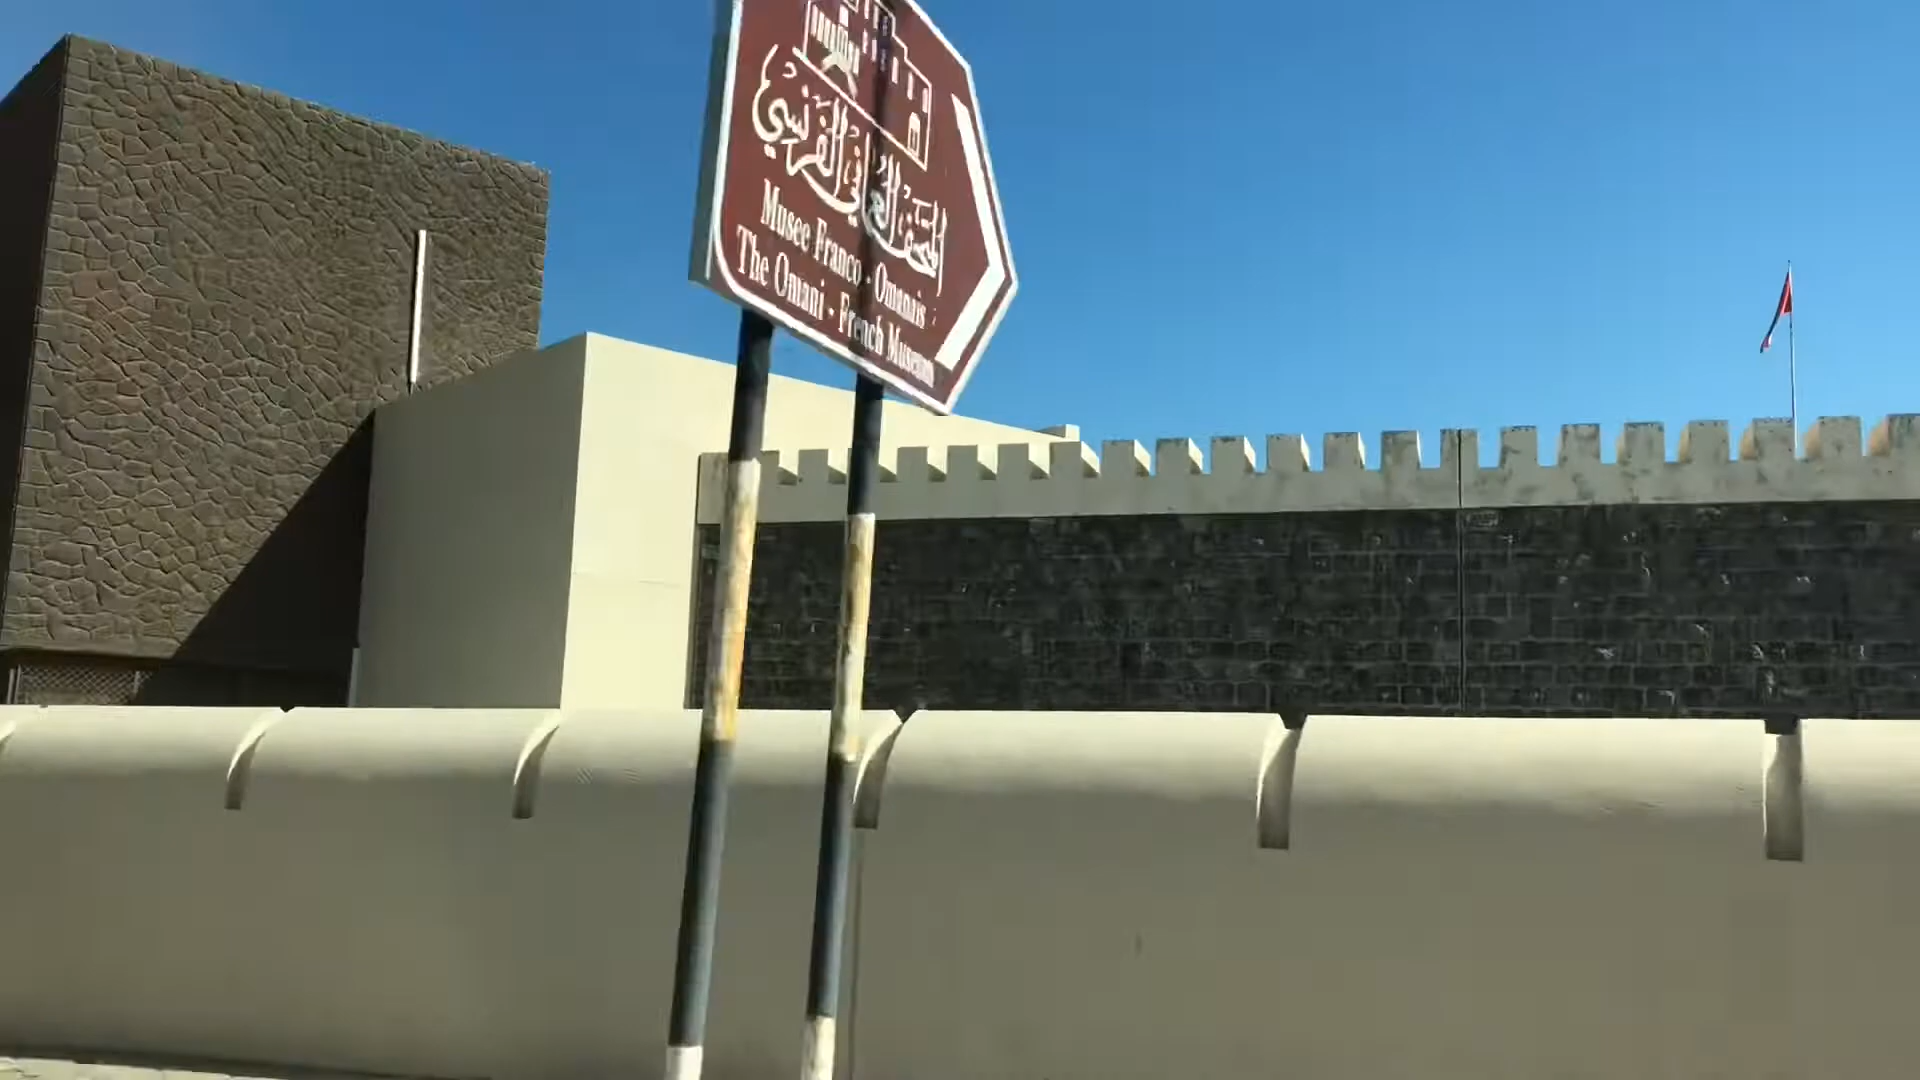 المتحف العماني الفرنسي
Musee Franco - Omanais
The Omani - French Museum